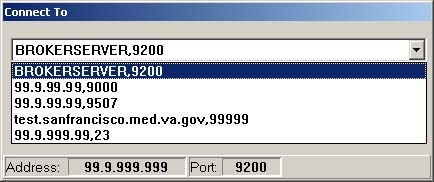 Connect To
BROKERSERVER,9200
BROKERSERVER,9200
99.9.99.99,9000
99.9.99.99,9507
test.sanfrancisco.med.va.gov,99999
99.9.999.99,23
Address: 99.9.999.999 Port: 9200